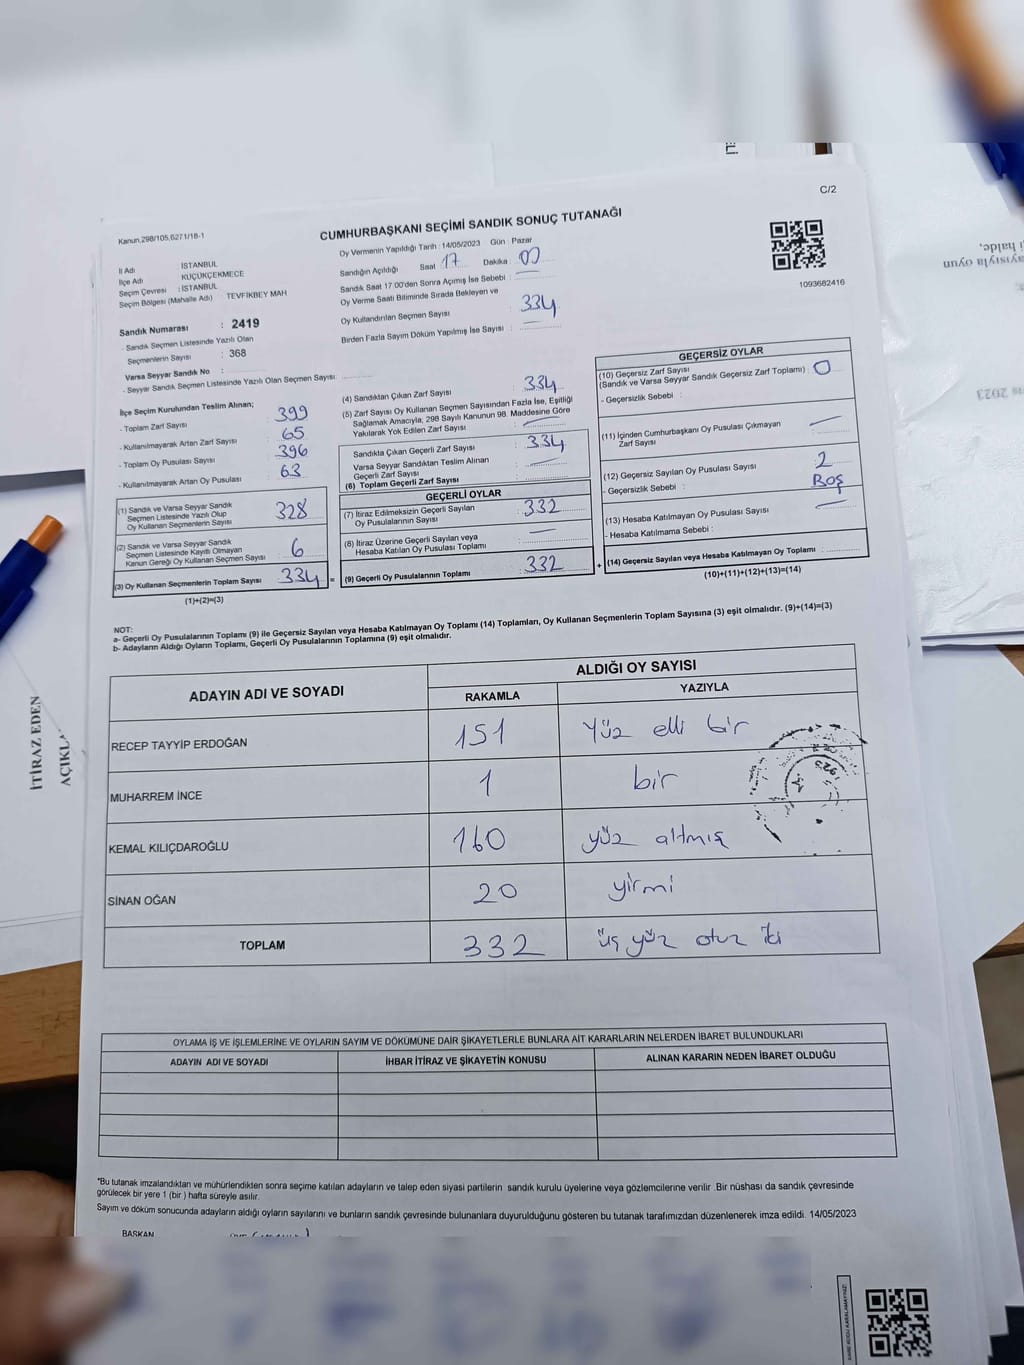 C/2
Kanun,298/105,6271/18-1
CUMHURBAŞKANI SEÇİMİ SANDIK SONUÇ TUTANAĞI
İl Adı : İSTANBUL
İlçe Adı : KÜÇÜKÇEKMECE
Seçim Çevresi : İSTANBUL
Seçim Bölgesi (Mahalle Adı) TEVFİKBEY MAH
Sandık Numarası : 2419
- Sandık Seçmen Listesinde Yazılı Olan
Seçmenlerin Sayısı : 368
Varsa Seyyar Sandık No :
- Seyyar Sandık Seçmen Listesinde Yazılı Olan Seçmen Sayısı:
Oy Vermenin Yapıldığı Tarih :14/05/2023 Gün Pazar
Sandığın Açıldığı Saat 17 Dakika : 00
Sandık Saat 17.00'den Sonra Açımış İse Sebebi :
Oy Verme Saati Bitiminde Sırada Bekleyen ve
Oy Kullandırılan Seçmen Sayısı : 334
Birden Fazla Sayım Döküm Yapılmış İse Sayısı :
1093682416
İlçe Seçim Kurulundan Teslim Alınan;
- Toplam Zarf Sayısı : 399
- Kullanılmayarak Artan Zarf Sayısı : 65
- Toplam Oy Pusulası Sayısı : 396
- Kullanılmayarak Artan Oy Pusulası : 63
(1) Sandık ve Varsa Seyyar Sandık
Seçmen Listesinde Yazılı Olup
Oy Kullanan Seçmenlerin Sayısı 328
(2) Sandık ve Varsa Seyyar Sandık
Seçmen Listesinde Kayıtlı Olmayan
Kanun Gereği Oy Kullanan Seçmen Sayısı 6
(3) Oy Kullanan Seçmenlerin Toplam Sayısı 334 =
(1)+(2)=(3)
(4) Sandıktan Çıkan Zarf Sayısı : 334
(5) Zarf Sayısı Oy Kullanan Seçmen Sayısından Fazla İse, Eşitliği
Sağlamak Amacıyla, 298 Sayılı Kanunun 98. Maddesine Göre
Yakılarak Yok Edilen Zarf Sayısı :
Sandıkta Çıkan Geçerli Zarf Sayısı : 334
Varsa Seyyar Sandıktan Teslim Alınan
Geçerli Zarf Sayısı :
(6) Toplam Geçerli Zarf Sayısı :
GEÇERLİ OYLAR
(7) İtiraz Edilmeksizin Geçerli Sayılan
Oy Pusulalarının Sayısı : 332
(8) İtiraz Üzerine Geçerli Sayılan veya
Hesaba Katılan Oy Pusulası Toplamı :
(9) Geçerli Oy Pusulalarının Toplamı : 332 +
GEÇERSİZ OYLAR
(10) Geçersiz Zarf Sayısı
(Sandık ve Varsa Seyyar Sandık Geçersiz Zarf Toplamı) : 0
- Geçersizlik Sebebi :
(11) İçinden Cumhurbaşkanı Oy Pusulası Çıkmayan
Zarf Sayısı :
(12) Geçersiz Sayılan Oy Pusulası Sayısı : 2
- Geçersizlik Sebebi : Boş
(13) Hesaba Katılmayan Oy Pusulası Sayısı :
- Hesaba Katılmama Sebebi :
(14) Geçersiz Sayılan veya Hesaba Katılmayan Oy Toplamı :
(10)+(11)+(12)+(13)=(14)
NOT:
a- Geçerli Oy Pusulalarının Toplamı (9) ile Geçersiz Sayılan veya Hesaba Katılmayan Oy Toplamı (14) Toplamları, Oy Kullanan Seçmenlerin Toplam Sayısına (3) eşit olmalıdır. (9)+(14)=(3)
b- Adayların Aldığı Oyların Toplamı, Geçerli Oy Pusulalarının Toplamına (9) eşit olmalıdır.
ADAYIN ADI VE SOYADI ALDIĞI OY SAYISI
RAKAMLA YAZIYLA
RECEP TAYYİP ERDOĞAN 151 Yüz elli bir
MUHARREM İNCE 1 bir
KEMAL KILIÇDAROĞLU 160 yüz altmış
SİNAN OĞAN 20 yirmi
TOPLAM 332 üç yüz otuz iki
OYLAMA İŞ VE İŞLEMLERİNE VE OYLARIN SAYIM VE DÖKÜMÜNE DAİR ŞİKAYETLERLE BUNLARA AİT KARARLARIN NELERDEN İBARET BULUNDUKLARI
ADAYIN ADI VE SOYADI İHBAR İTİRAZ VE ŞİKAYETİN KONUSU ALINAN KARARIN NEDEN İBARET OLDUĞU
*Bu tutanak imzalandıktan ve mühürlendikten sonra seçime katılan adayların ve talep eden siyasi partilerin sandık kurulu üyelerine veya gözlemcilerine verilir .Bir nüshası da sandık çevresinde
görülecek bir yere 1 (bir ) hafta süreyle asılır.
Sayım ve döküm sonucunda adayların aldığı oyların sayılarını ve bunların sandık çevresinde bulunanlara duyurulduğunu gösteren bu tutanak tarafımızdan düzenlenerek imza edildi. 14/05/2023
BAŞKAN
İTİRAZ EDEN